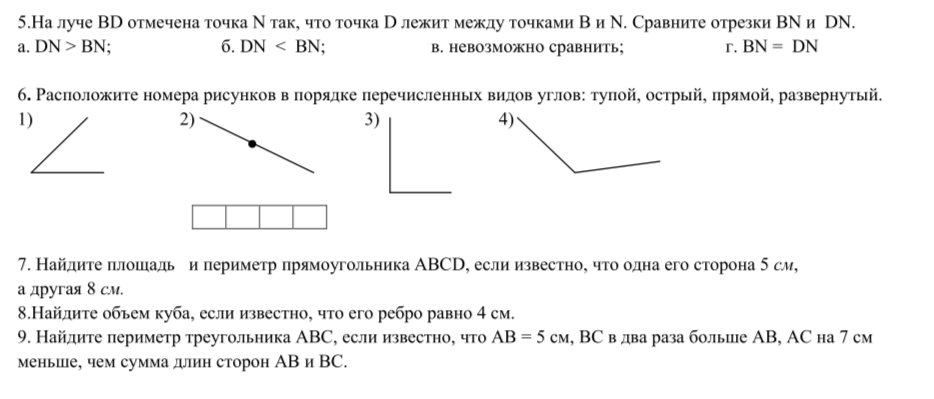 5.На луче BD отмечена точка N так, что точка D лежит между точками B и N. Сравните отрезки BN и DN.
а. DN > BN; б. DN < BN; в. невозможно сравнить; г. BN = DN
6. Расположите номера рисунков в порядке перечисленных видов углов: тупой, острый, прямой, развернутый.
1) 2) 3) 4)
7. Найдите площадь и периметр прямоугольника ABCD, если известно, что одна его сторона 5 см,
а другая 8 см.
8.Найдите объем куба, если известно, что его ребро равно 4 см.
9. Найдите периметр треугольника ABC, если известно, что AB = 5 см, BC в два раза больше AB, AC на 7 см
меньше, чем сумма длин сторон AB и BC.